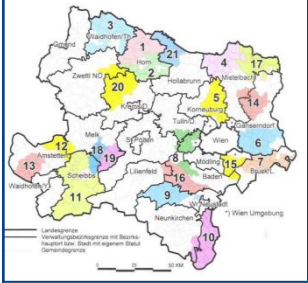 3
Waidhofen/Th.
Gmünd
1
21
Horn
2
17
Mistelbach
Zwettl NÖ
Hollabrunn
20
5
14
Krems/D.
Korneuburg
Gänserndorf
Tulln/D.
12
Melk
St.Pölten
Wien
6
Amstetten
18
19
8
Mödling
7
13
Scheibbs
Lilienfeld
16
Baden
15
Bruck/L.
Waidhofen/Y.
11
9
W.Neustadt
Neunkirchen
10
*) Wien Umgebung
Landesgrenze
Verwaltungsbezirksgrenze mit Bezirks-
hauptort bzw. Stadt mit eigenem Statut
Gemeindegrenze
0 25 50 KM